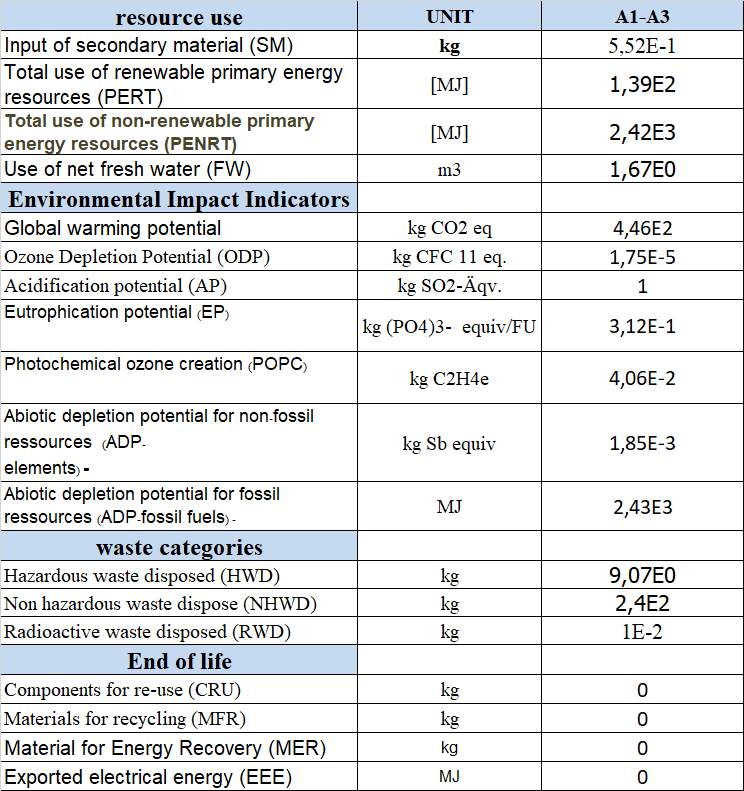 resource use UNIT A1-A3
Input of secondary material (SM) kg 5,52E-1
Total use of renewable primary energy
resources (PERT) [MJ] 1,39E2
Total use of non-renewable primary
energy resources (PENRT) [MJ] 2,42E3
Use of net fresh water (FW) m3 1,67E0
Environmental Impact Indicators
Global warming potential kg CO2 eq 4,46E2
Ozone Depletion Potential (ODP) kg CFC 11 eq. 1,75E-5
Acidification potential (AP) kg SO2-Äqv. 1
Eutrophication potential (EP)
kg (PO4)3- equiv/FU 3,12E-1
Photochemical ozone creation (POPC)
kg C2H4e 4,06E-2
Abiotic depletion potential for non-fossil
ressources (ADP- kg Sb equiv 1,85E-3
elements) -
Abiotic depletion potential for fossil
ressources (ADP-fossil fuels) - MJ 2,43E3
waste categories
Hazardous waste disposed (HWD) kg 9,07E0
Non hazardous waste dispose (NHWD) kg 2,4E2
Radioactive waste disposed (RWD) kg 1E-2
End of life
Components for re-use (CRU) kg 0
Materials for recycling (MFR) kg 0
Material for Energy Recovery (MER) kg 0
Exported electrical energy (EEE) MJ 0